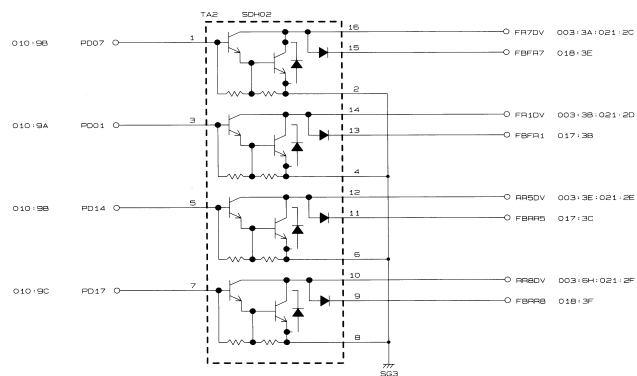 TA2 SDH02
16 FR7DV 003:3A:021:2C
010:9B PD07 1 15 FBFR7 018:3E
2
14 FR1DV 003:3B:021:2D
010:9A PD01 3 13 FBFR1 017:3B
4
12 RR5DV 003:3E:021:2E
010:9B PD14 5 11 FBRR5 017:3C
6
10 RR8DV 003:6H:021:2F
010:9C PD17 7 9 FBRR8 018:3F
8
SG3